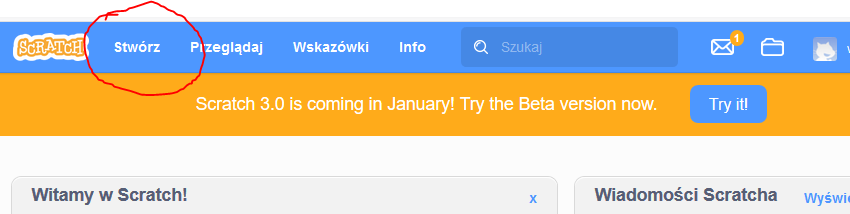 SCRATCH Stwórz Przeglądaj Wskazówki Info Szukaj 1
Scratch 3.0 is coming in January! Try the Beta version now. Try it!
Witamy w Scratch! x Wiadomości Scratcha